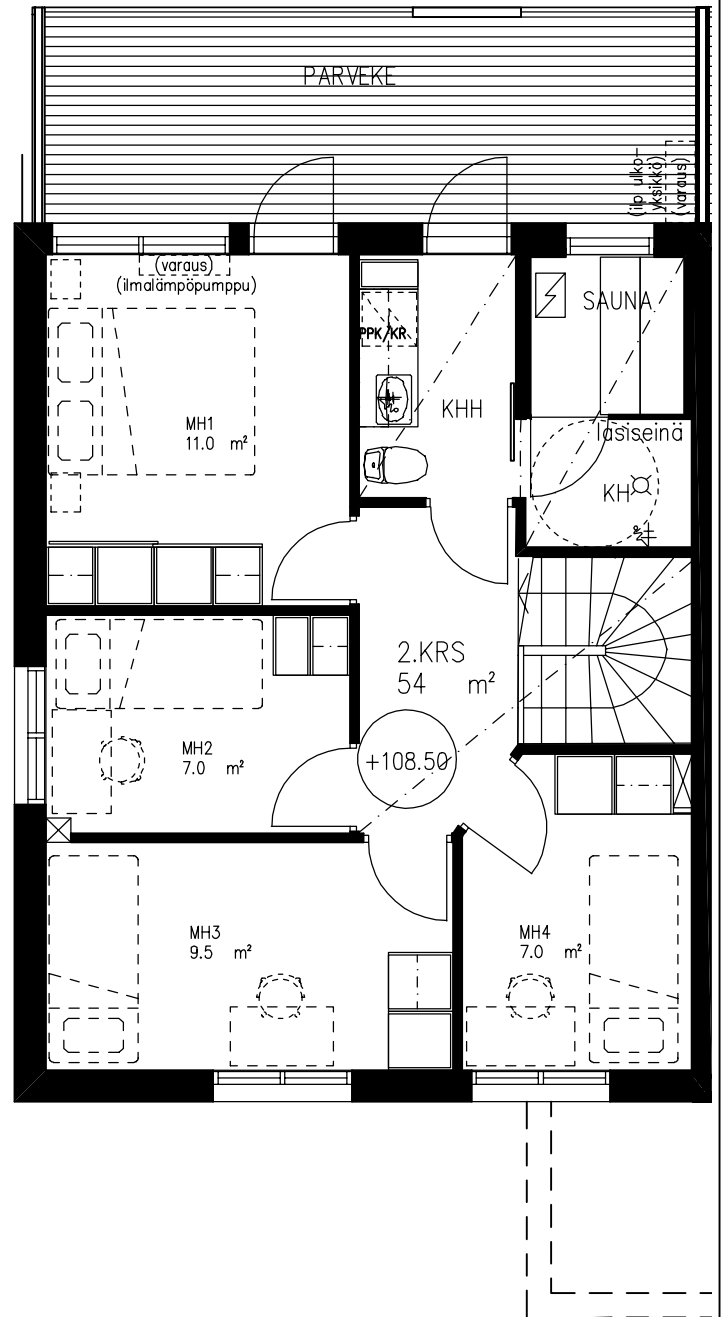 PARVEKE
(ilp ulko-
yksikkö)
(varaus)
(varaus)
(ilmalämpöpumppu)
PPK/KR
SAUNA
KHH
MH1
11.0 m²
lasiseinä
KH
2.KRS
54 m²
MH2
7.0 m²
+108.50
MH3
9.5 m²
MH4
7.0 m²